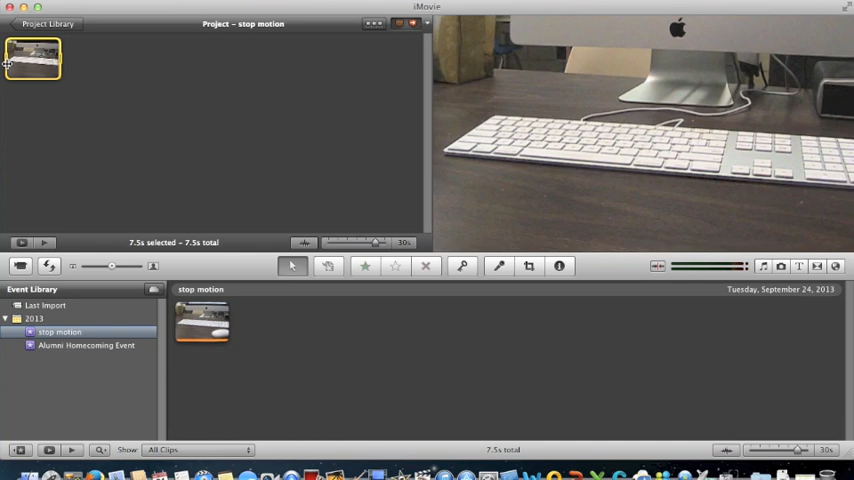 iMovie
Project Library
Project - stop motion
7.5s selected - 7.5s total
30s
Event Library
stop motion
Tuesday, September 24, 2013
Last Import
2013
stop motion
Alumni Homecoming Event
Show:
All Clips
7.5s total
30s